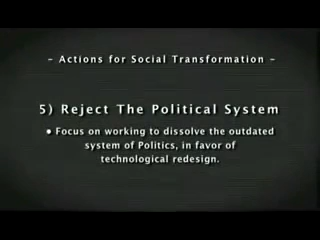 - Actions for Social Transformation -
5) Reject The Political System
● Focus on working to dissolve the outdated
system of Politics, in favor of
technological redesign.